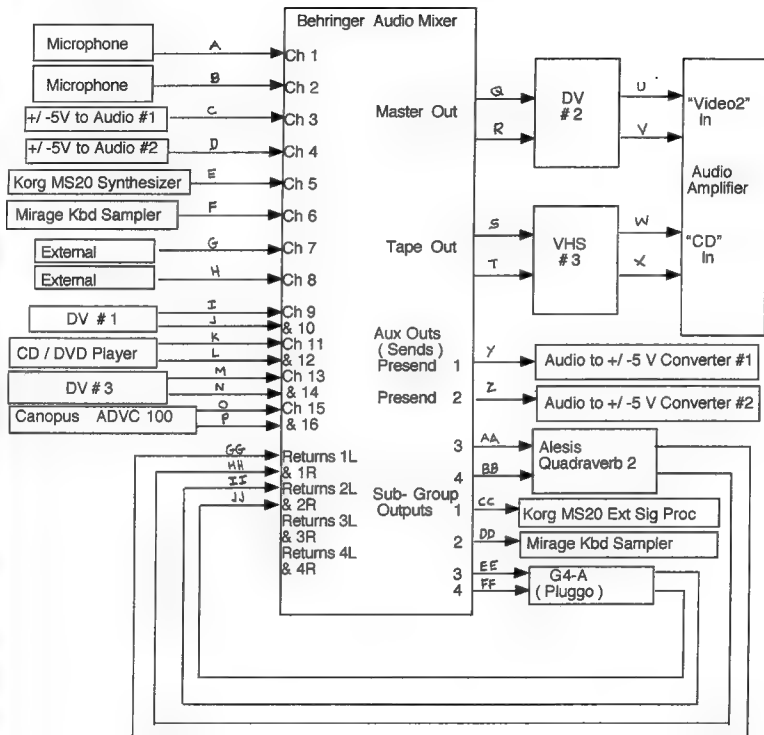 Behringer Audio Mixer
Microphone
A
Ch 1
Microphone
B
Ch 2
+/ -5V to Audio #1
C
Ch 3
+/ -5V to Audio #2
D
Ch 4
Korg MS20 Synthesizer
E
Ch 5
Mirage Kbd Sampler
F
Ch 6
External
G
Ch 7
External
H
Ch 8
DV # 1
I
Ch 9
J
& 10
CD / DVD Player
K
Ch 11
L
& 12
DV # 3
M
Ch 13
N
& 14
Canopus ADVC 100
O
Ch 15
P
& 16
GG
Returns 1L
HH
& 1R
II
Returns 2L
JJ
& 2R
Returns 3L
& 3R
Returns 4L
& 4R
Master Out
Q
R
DV
# 2
U
V
"Video2"
In
Audio
Amplifier
Tape Out
S
T
VHS
# 3
W
X
"CD"
In
Aux Outs
( Sends )
Presend 1
Y
Audio to +/ -5 V Converter #1
Presend 2
Z
Audio to +/ -5 V Converter #2
3
AA
4
BB
Alesis
Quadraverb 2
Sub- Group
Outputs
1
CC
Korg MS20 Ext Sig Proc
2
DD
Mirage Kbd Sampler
3
EE
4
FF
G4-A
( Pluggo )